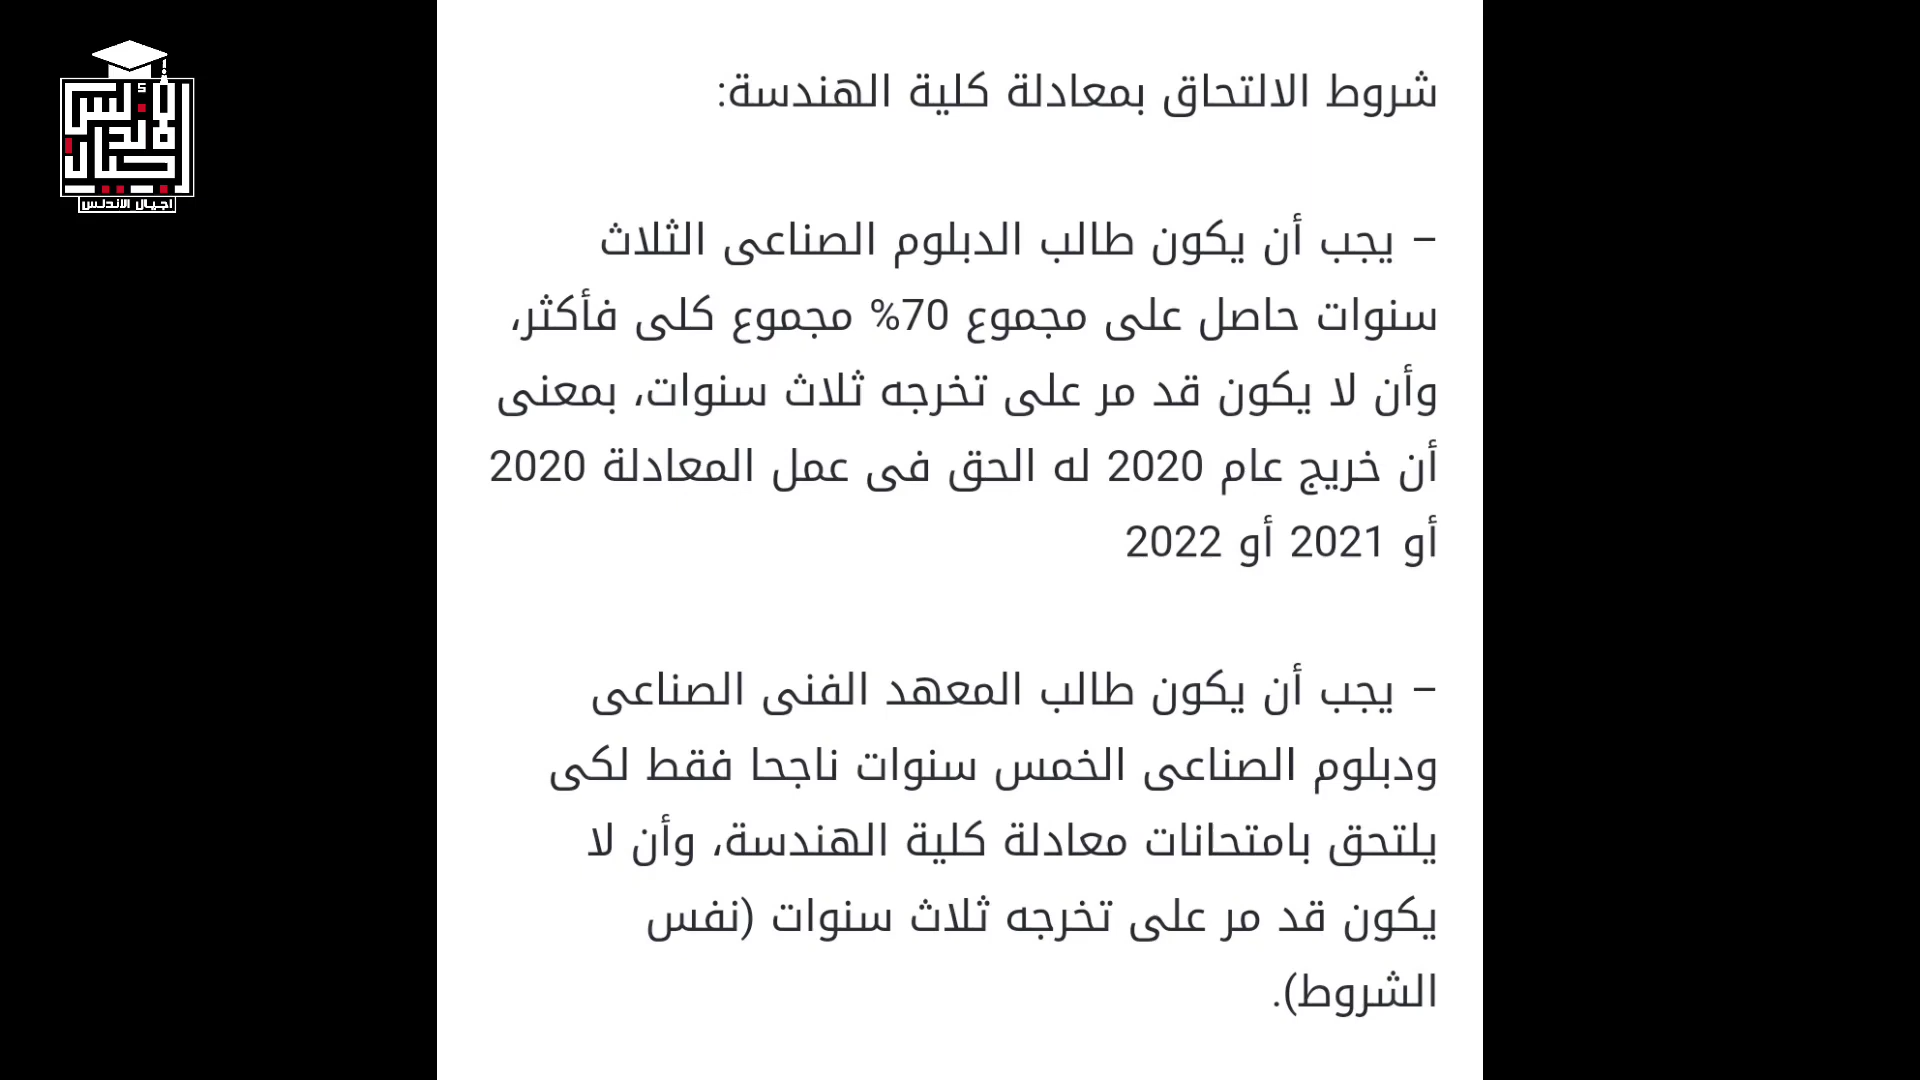 شروط الالتحاق بمعادلة كلية الهندسة:
– يجب أن يكون طالب الدبلوم الصناعى الثلاث
سنوات حاصل على مجموع 70% مجموع كلى فأكثر،
وأن لا يكون قد مر على تخرجه ثلاث سنوات، بمعنى
أن خريج عام 2020 له الحق فى عمل المعادلة 2020
أو 2021 أو 2022
– يجب أن يكون طالب المعهد الفنى الصناعى
ودبلوم الصناعى الخمس سنوات ناجحا فقط لكى
يلتحق بامتحانات معادلة كلية الهندسة، وأن لا
يكون قد مر على تخرجه ثلاث سنوات (نفس
الشروط).
أجيال الأندلس
اجيال الاندلس